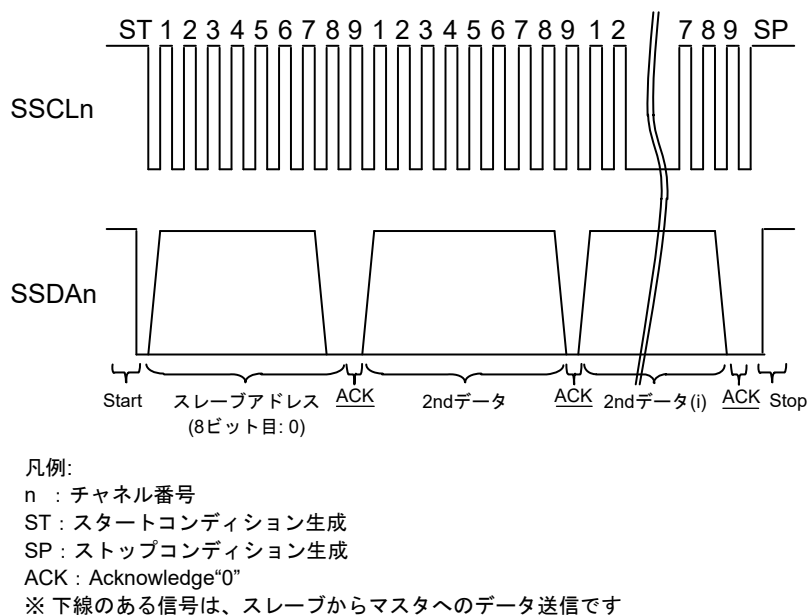 ST 1 2 3 4 5 6 7 8 9 1 2 3 4 5 6 7 8 9 1 2 7 8 9 SP
SSCLn
SSDAn
Start スレーブアドレス ACK 2ndデータ ACK 2ndデータ(i) ACK Stop
(8ビット目: 0)
凡例:
n ：チャネル番号
ST：スタートコンディション生成
SP：ストップコンディション生成
ACK：Acknowledge“0”
※ 下線のある信号は、スレーブからマスタへのデータ送信です